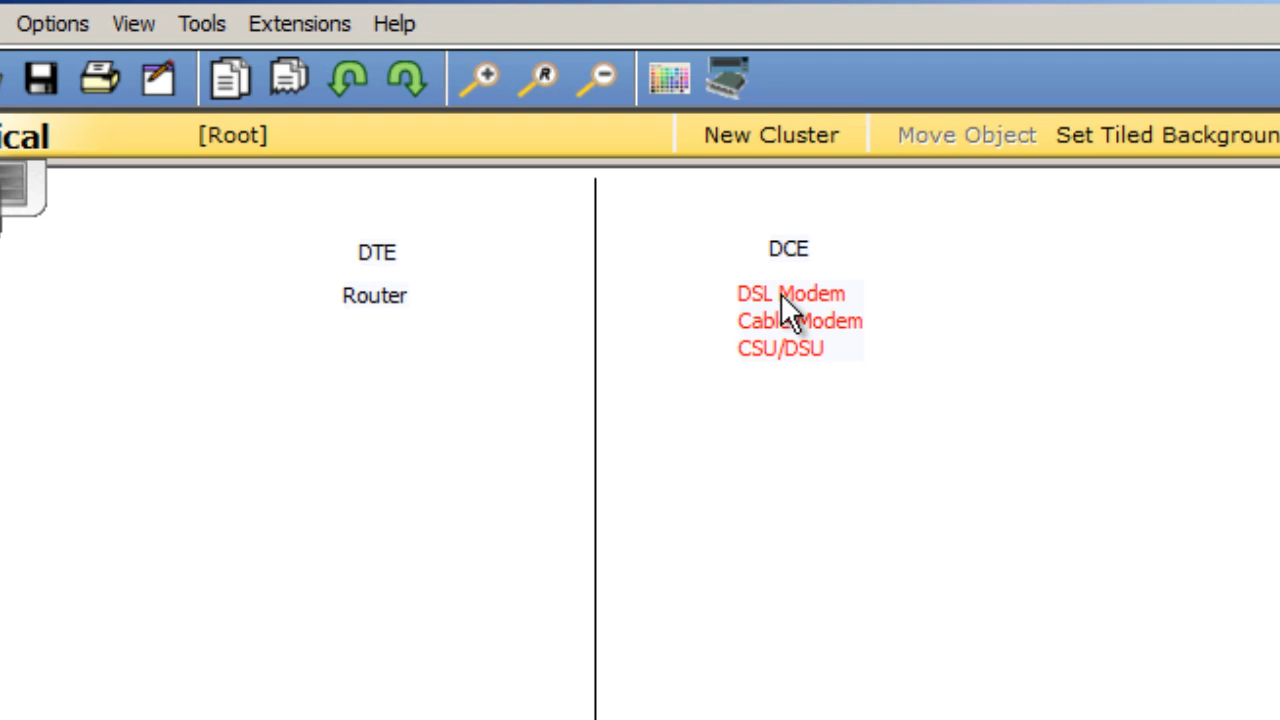 Options View Tools Extensions Help
ical [Root] New Cluster Move Object Set Tiled Backgroun
DTE
Router
DCE
DSL Modem
Cable Modem
CSU/DSU